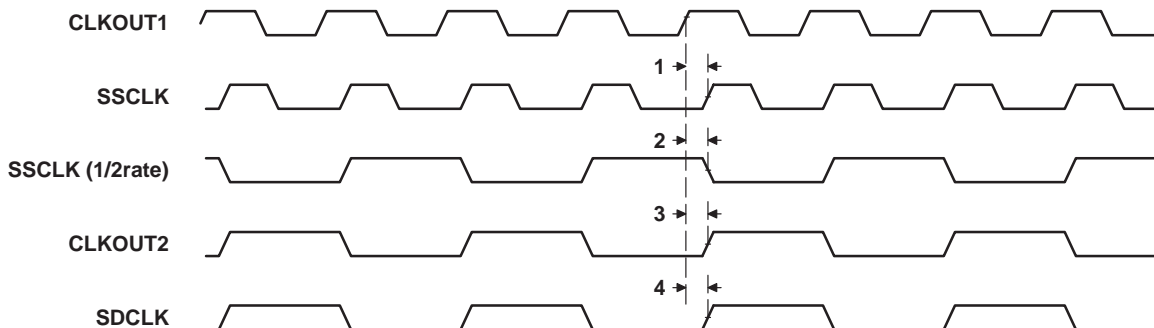 CLKOUT1
1
SSCLK
2
SSCLK (1/2rate)
3
CLKOUT2
4
SDCLK